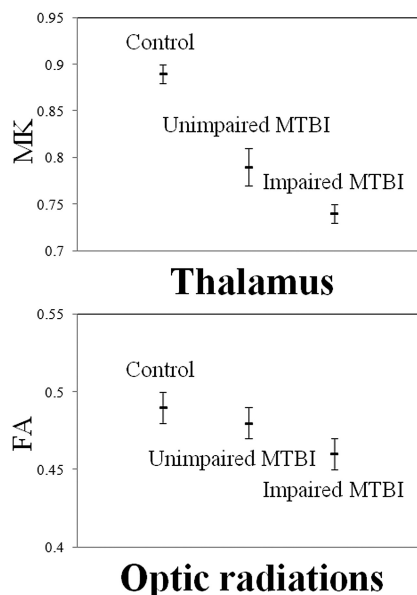 0.95
Control
0.9
0.85
Unimpaired MTBI
MK
0.8
Impaired MTBI
0.75
0.7
Thalamus
0.55
Control
0.5
FA
Unimpaired MTBI
0.45
Impaired MTBI
0.4
Optic radiations